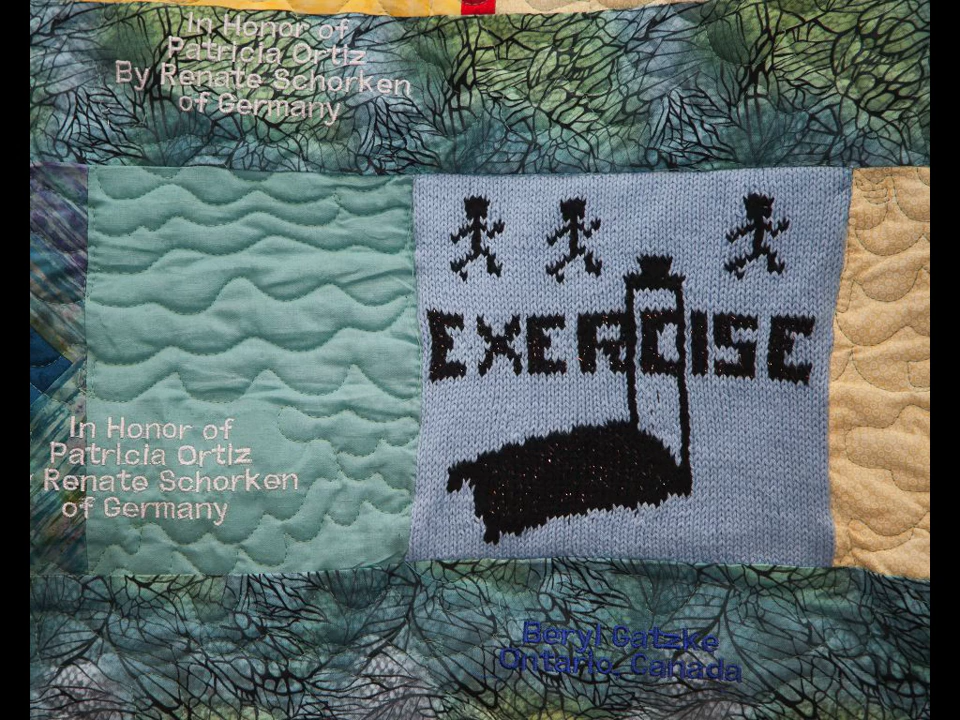 In Honor of
Patricia Ortiz
By Renate Schorken
of Germany
EXERCISE
In Honor of
Patricia Ortiz
Renate Schorken
of Germany
Beryl Gatzke
Ontario, Canada